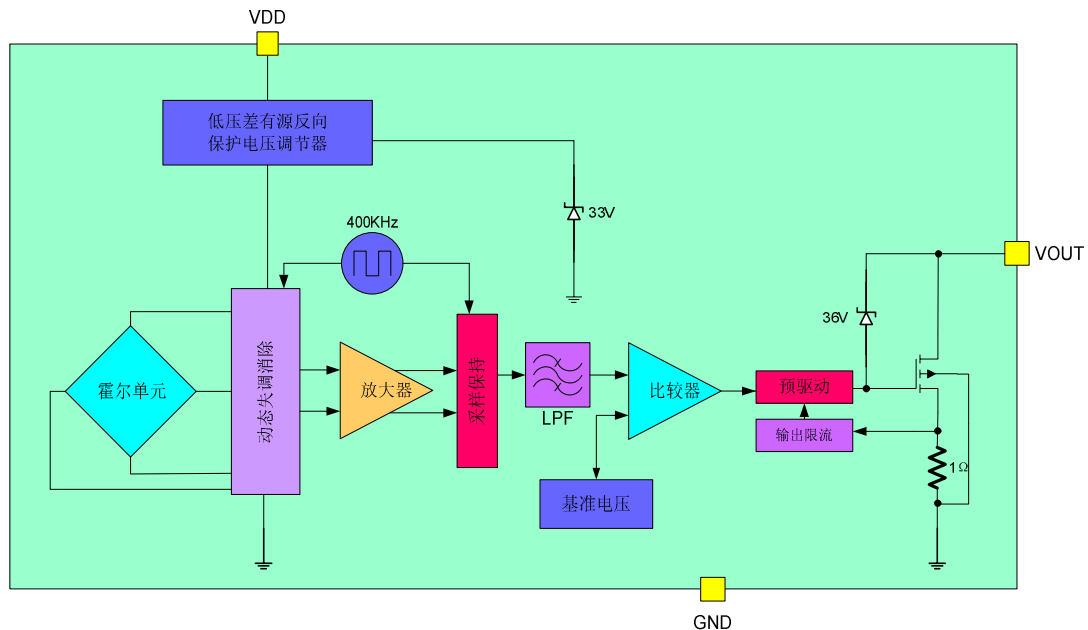 VDD
低压差有源反向
保护电压调节器
33V
400KHz
VOUT
36V
霍尔单元
动态失调消除
放大器
采样保持
LPF
比较器
预驱动
输出限流
1Ω
基准电压
GND